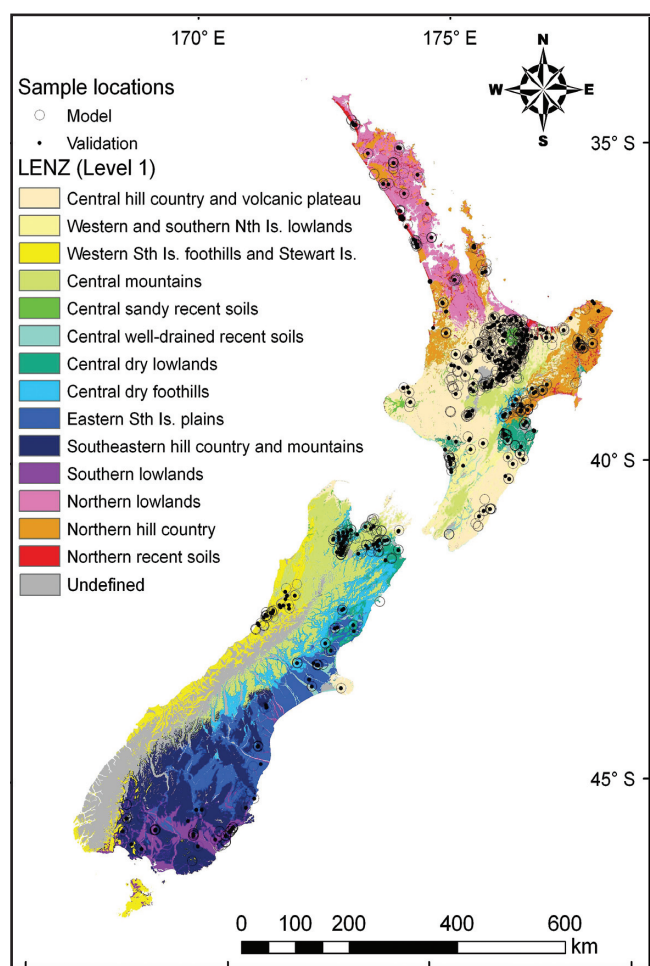 170° E
175° E
N
W
E
S
35° S
40° S
45° S
Sample locations
Model
Validation
LENZ (Level 1)
Central hill country and volcanic plateau
Western and southern Nth Is. lowlands
Western Sth Is. foothills and Stewart Is.
Central mountains
Central sandy recent soils
Central well-drained recent soils
Central dry lowlands
Central dry foothills
Eastern Sth Is. plains
Southeastern hill country and mountains
Southern lowlands
Northern lowlands
Northern hill country
Northern recent soils
Undefined
0 100 200 400 600
km